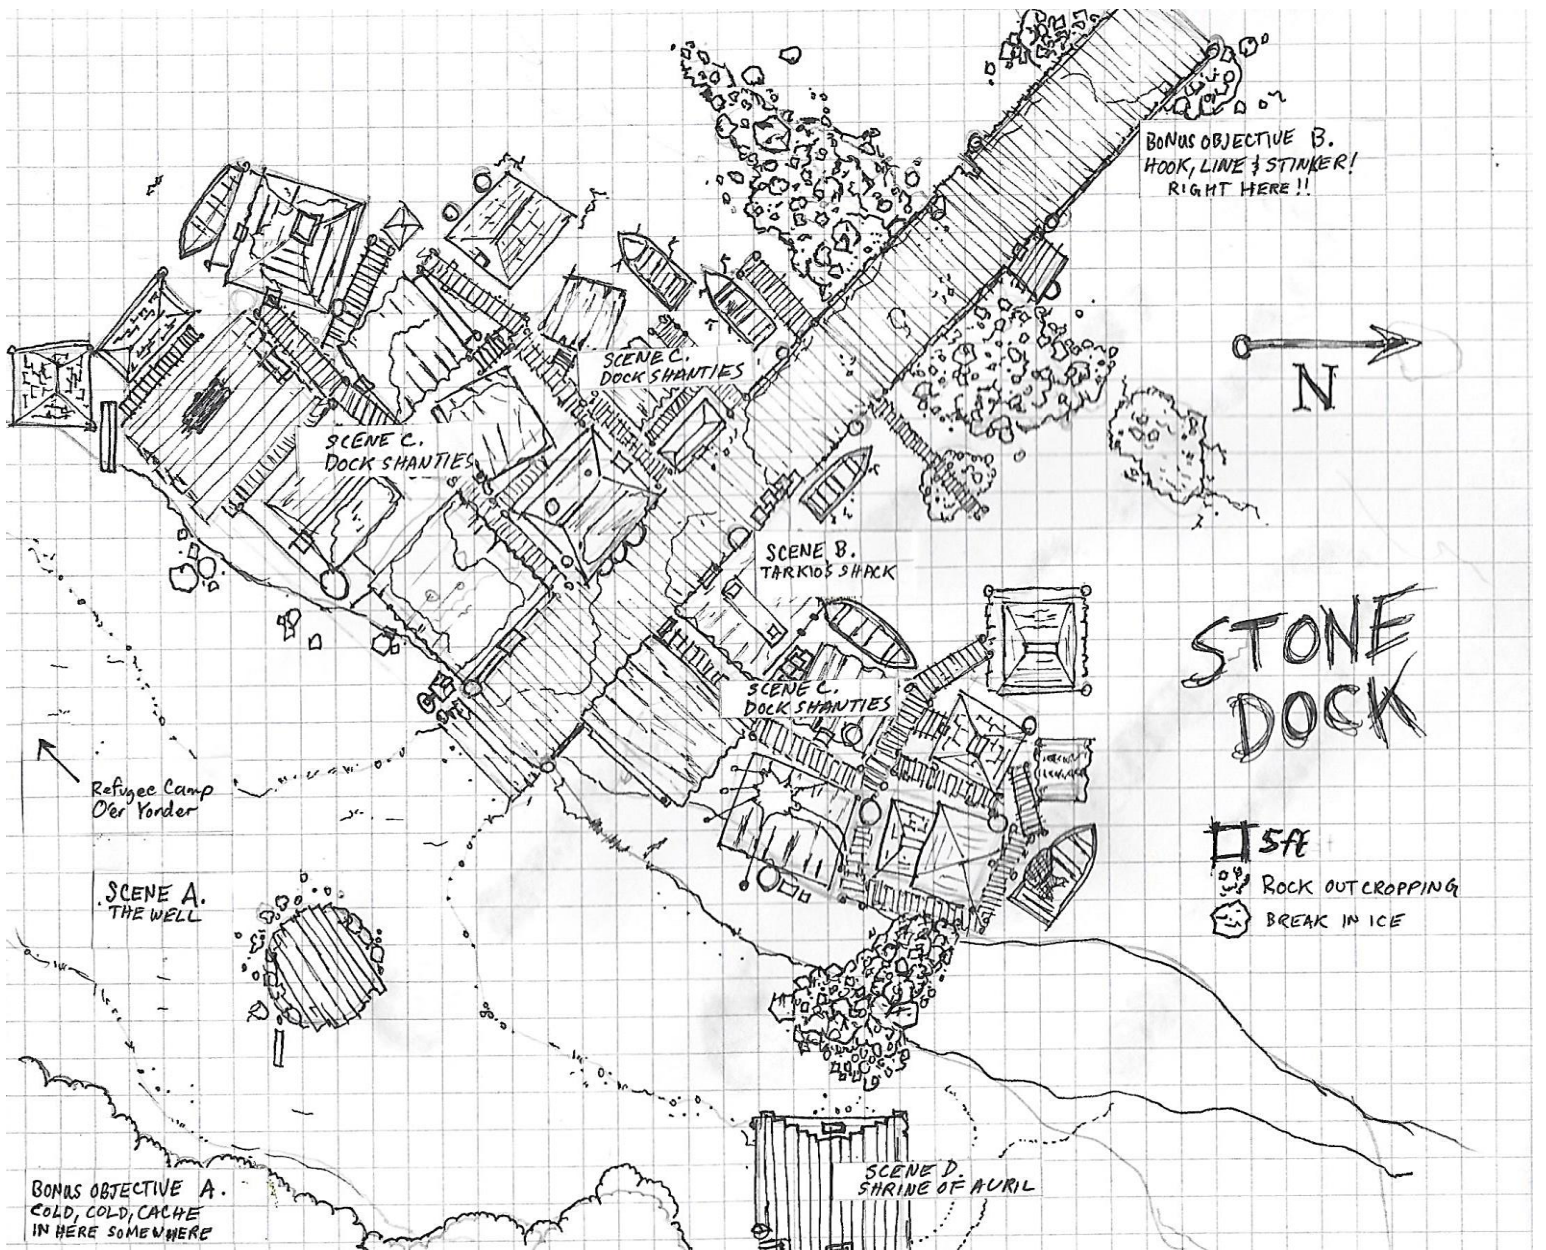 BONUS OBJECTIVE B.
HOOK, LINE & STINKER!
RIGHT HERE!!
N
SCENE C.
DOCK SHANTIES
SCENE C.
DOCK SHANTIES
SCENE B.
TARKIO'S SHACK
STONE
DOCK
SCENE C.
DOCK SHANTIES
Refugee Camp
O'er Yonder
5ft
ROCK OUTCROPPING
BREAK IN ICE
SCENE A.
THE WELL
SCENE D.
SHRINE OF AURIL
BONUS OBJECTIVE A.
COLD, COLD, CACHE
IN HERE SOMEWHERE